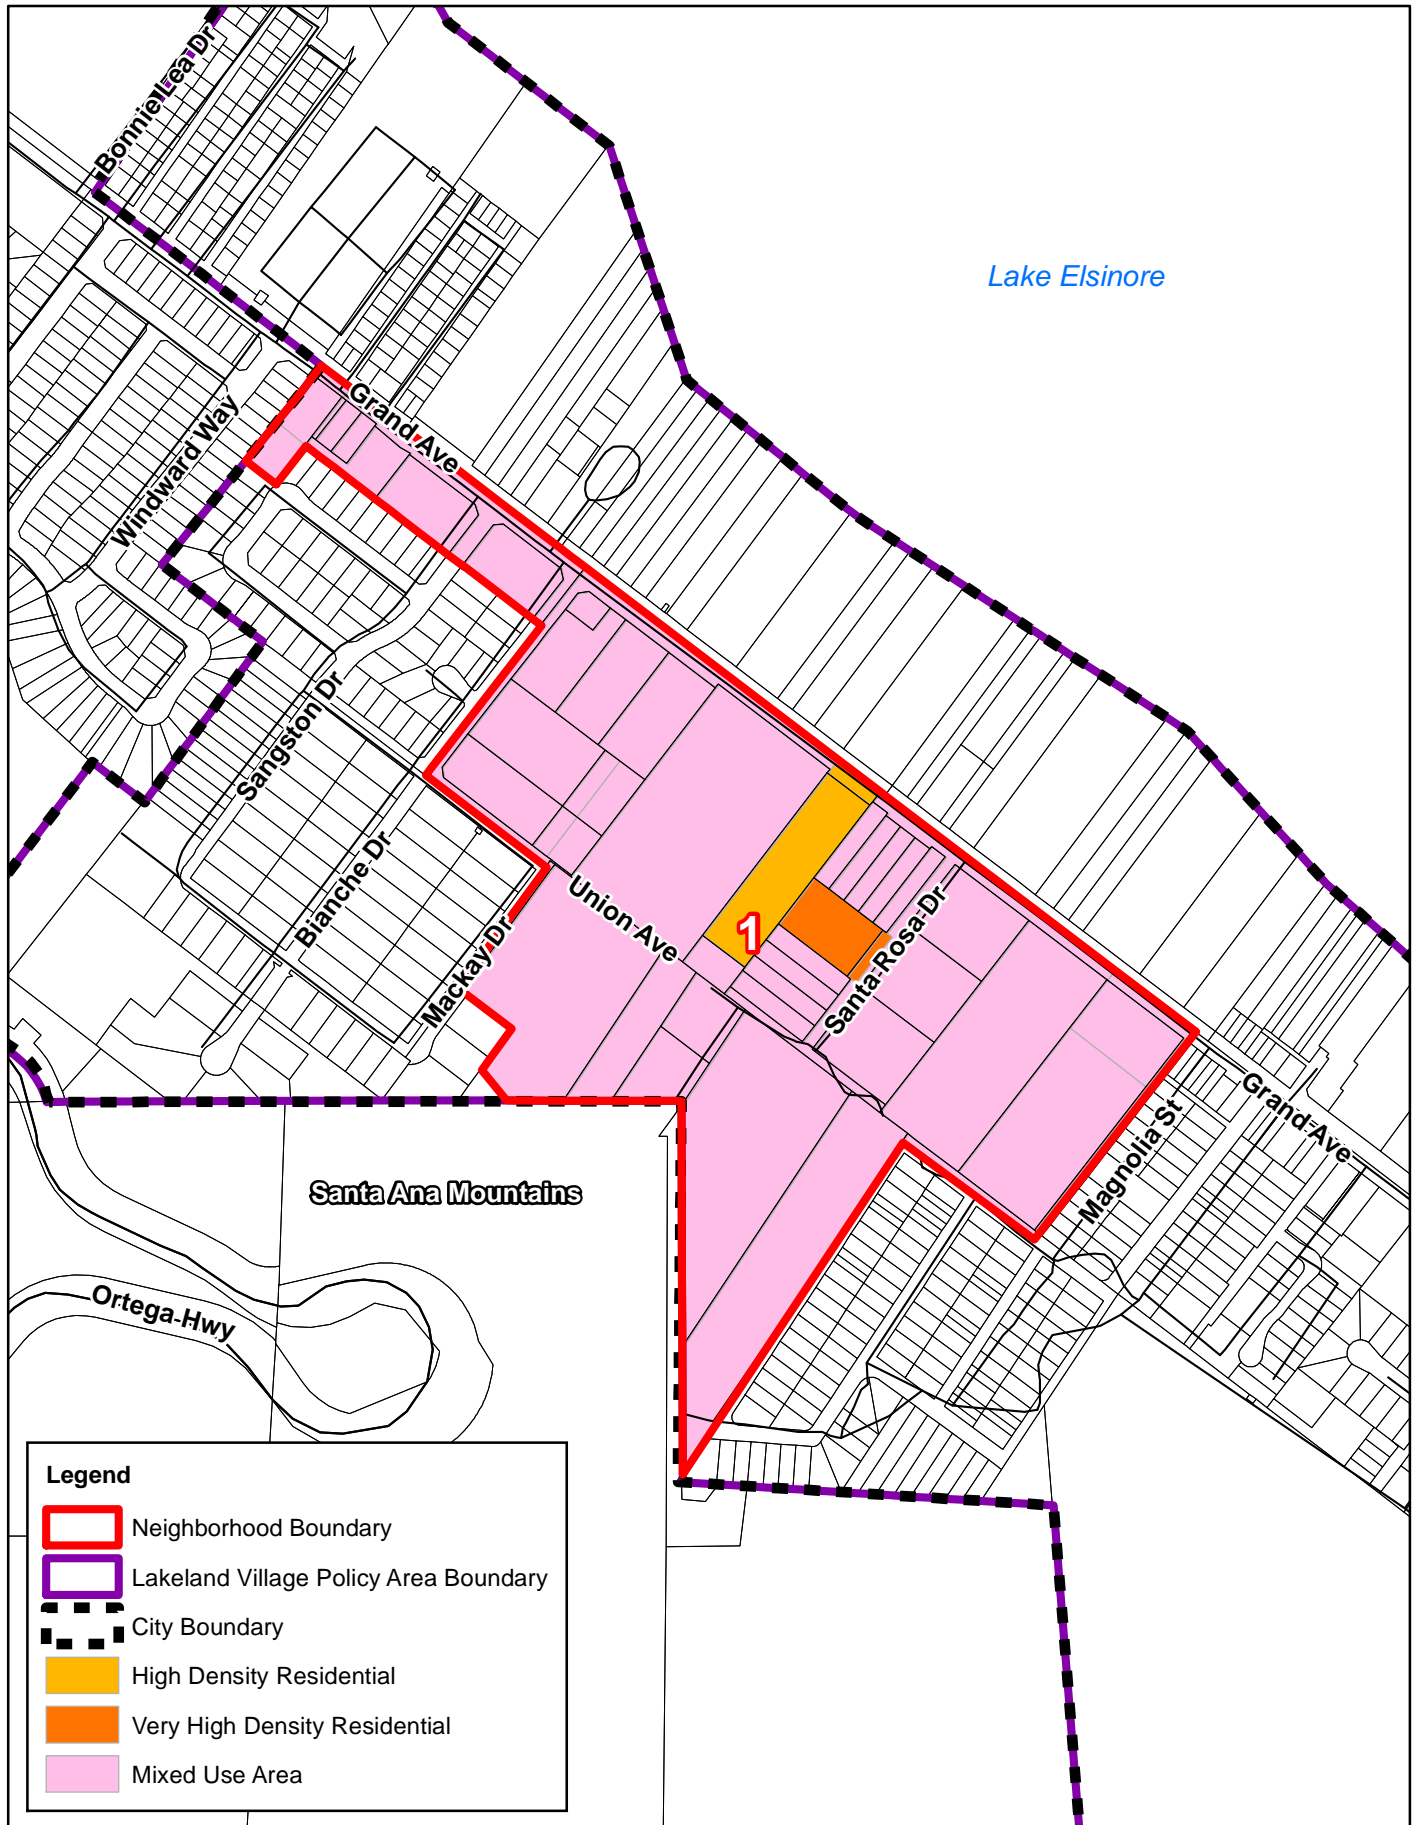 Bonnie Lea Dr
Lake Elsinore
Grand Ave
Windward Way
Sangston Dr
Union Ave
1
Santa Rosa Dr
Bianche Dr
Mackay Dr
Grand Ave
Magnolia St
Santa Ana Mountains
Ortega Hwy
Legend
Neighborhood Boundary
Lakeland Village Policy Area Boundary
City Boundary
High Density Residential
Very High Density Residential
Mixed Use Area